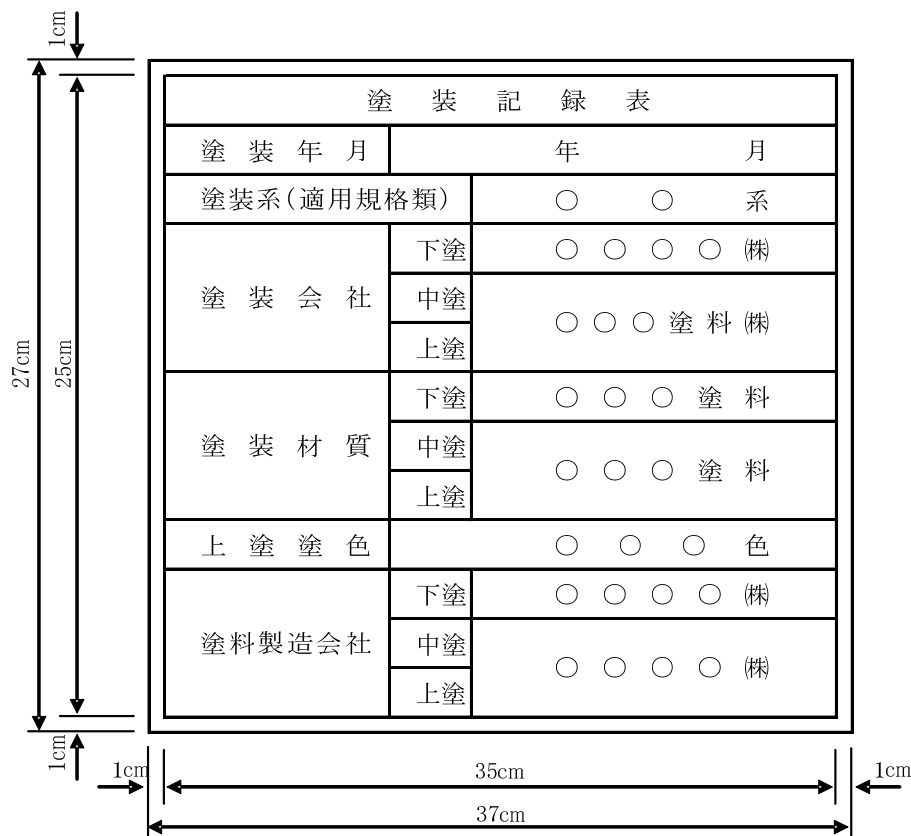 1cm
塗装記録表
塗装年月 年 月
塗装系(適用規格類) ○ ○ 系
塗装会社 下塗 ○○○○㈱
中塗 ○○○塗料㈱
上塗
塗装材質 下塗 ○○○塗料
中塗 ○○○塗料
上塗
上塗塗色 ○○○色
塗料製造会社 下塗 ○○○○㈱
中塗 ○○○○㈱
上塗
27cm
25cm
1cm
1cm
35cm
1cm
37cm